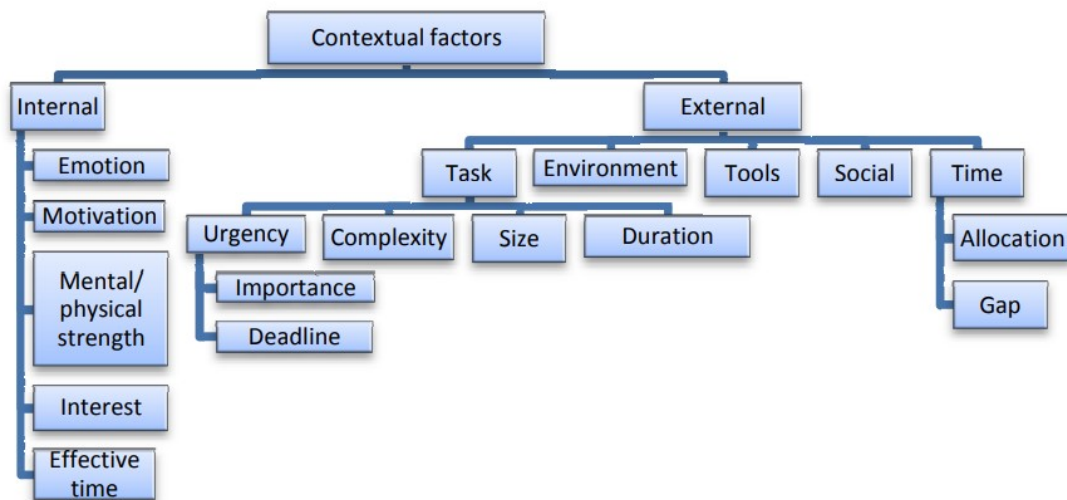 Contextual factors
Internal
External
Emotion
Motivation
Mental/
physical
strength
Interest
Effective
time
Task
Environment
Tools
Social
Time
Urgency
Complexity
Size
Duration
Importance
Deadline
Allocation
Gap